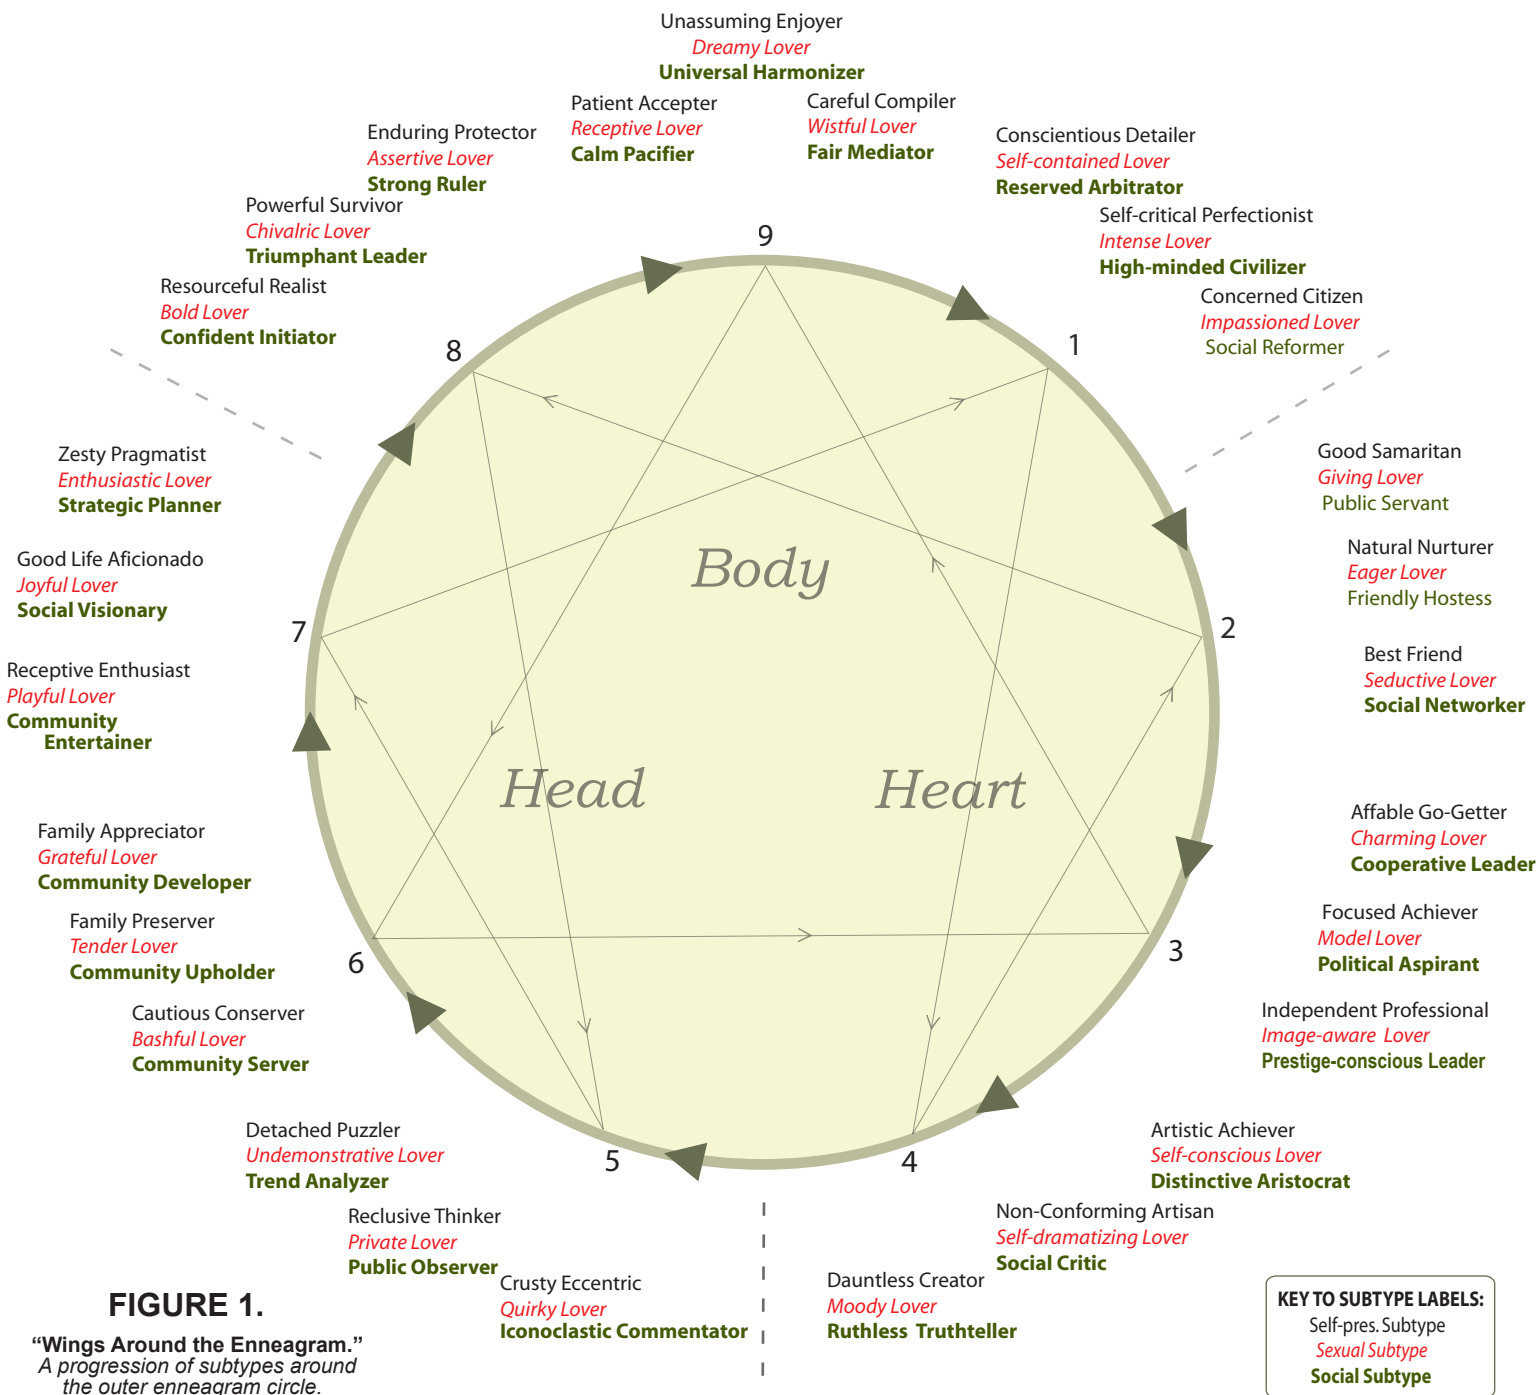 Unassuming Enjoyer
Dreamy Lover
Universal Harmonizer
Patient Accepter
Receptive Lover
Calm Pacifier
Careful Compiler
Wistful Lover
Fair Mediator
Enduring Protector
Assertive Lover
Strong Ruler
Conscientious Detailer
Self-contained Lover
Reserved Arbitrator
Powerful Survivor
Chivalric Lover
Triumphant Leader
Self-critical Perfectionist
Intense Lover
High-minded Civilizer
Resourceful Realist
Bold Lover
Confident Initiator
Concerned Citizen
Impassioned Lover
Social Reformer
9
8
1
Zesty Pragmatist
Enthusiastic Lover
Strategic Planner
Good Samaritan
Giving Lover
Public Servant
Good Life Aficionado
Joyful Lover
Social Visionary
Body
Natural Nurturer
Eager Lover
Friendly Hostess
7
2
Receptive Enthusiast
Playful Lover
Community
Entertainer
Best Friend
Seductive Lover
Social Networker
Head
Heart
Family Appreciator
Grateful Lover
Community Developer
Affable Go-Getter
Charming Lover
Cooperative Leader
Family Preserver
Tender Lover
Community Upholder
6
3
Focused Achiever
Model Lover
Political Aspirant
Cautious Conserver
Bashful Lover
Community Server
Independent Professional
Image-aware Lover
Prestige-conscious Leader
Detached Puzzler
Undemonstrative Lover
Trend Analyzer
5
4
Artistic Achiever
Self-conscious Lover
Distinctive Aristocrat
Reclusive Thinker
Private Lover
Public Observer
Non-Conforming Artisan
Self-dramatizing Lover
Social Critic
Crusty Eccentric
Quirky Lover
Iconoclastic Commentator
Dauntless Creator
Moody Lover
Ruthless Truthteller
FIGURE 1.
“Wings Around the Enneagram.”
A progression of subtypes around
the outer enneagram circle.
KEY TO SUBTYPE LABELS:
Self-pres. Subtype
Sexual Subtype
Social Subtype